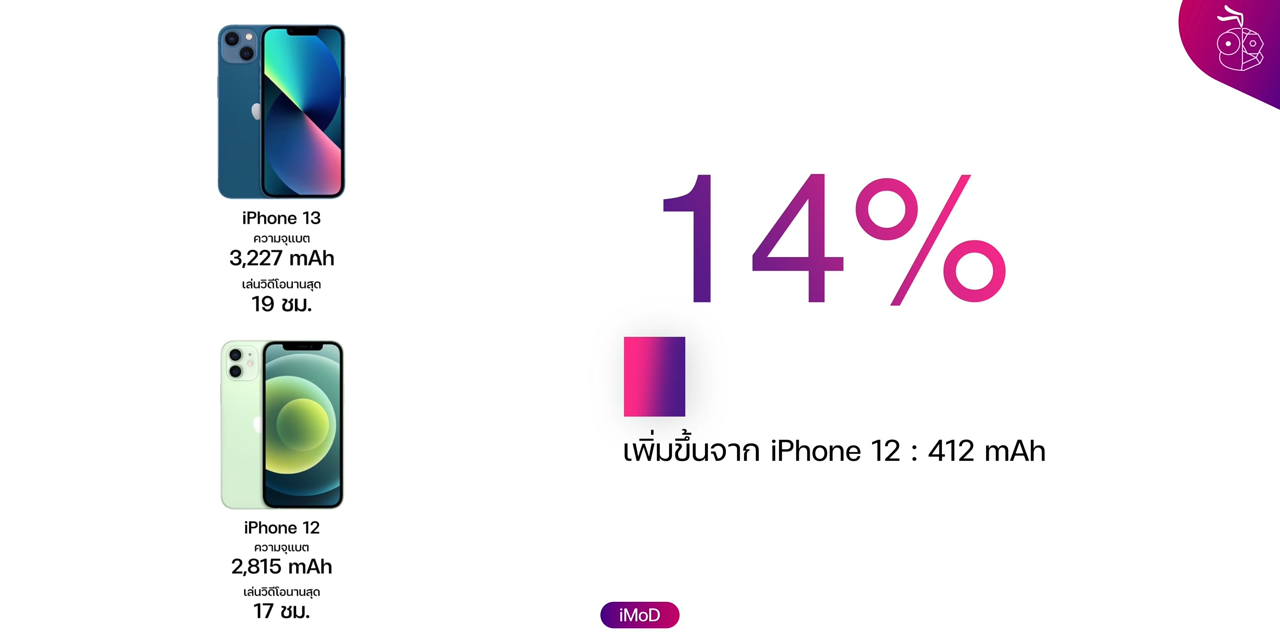 iPhone 13
ความจุแบต
3,227 mAh
เล่นวิดีโอนานสุด
19 ชม.
iPhone 12
ความจุแบต
2,815 mAh
เล่นวิดีโอนานสุด
17 ชม.
14%
เพิ่มขึ้นจาก iPhone 12 : 412 mAh
iMoD